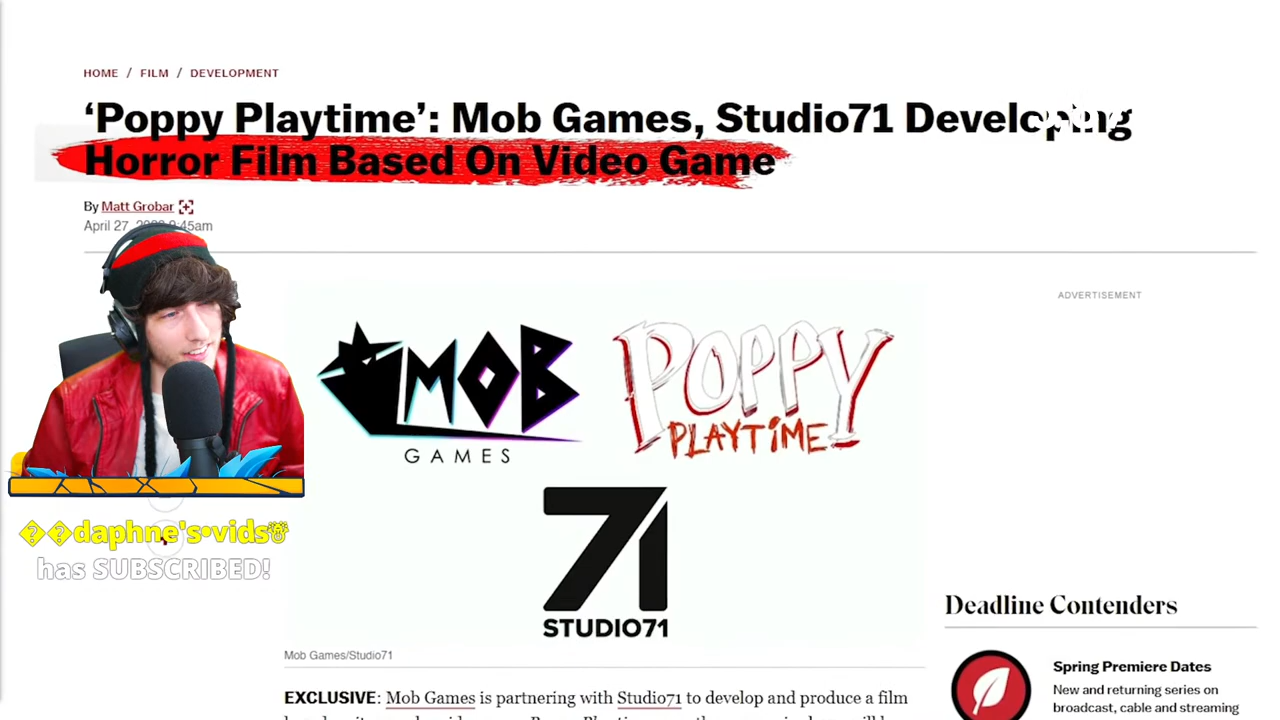 HOME / FILM / DEVELOPMENT
‘Poppy Playtime’: Mob Games, Studio71 Developing
Horror Film Based On Video Game
By Matt Grobar
April 27, 9:45am
ADVERTISEMENT
MOB
GAMES
POPPY
PLAYTIME
71
STUDIO71
daphne's•vids
has SUBSCRIBED!
Mob Games/Studio71
Deadline Contenders
EXCLUSIVE: Mob Games is partnering with Studio71 to develop and produce a film
Spring Premiere Dates
New and returning series on
broadcast, cable and streaming